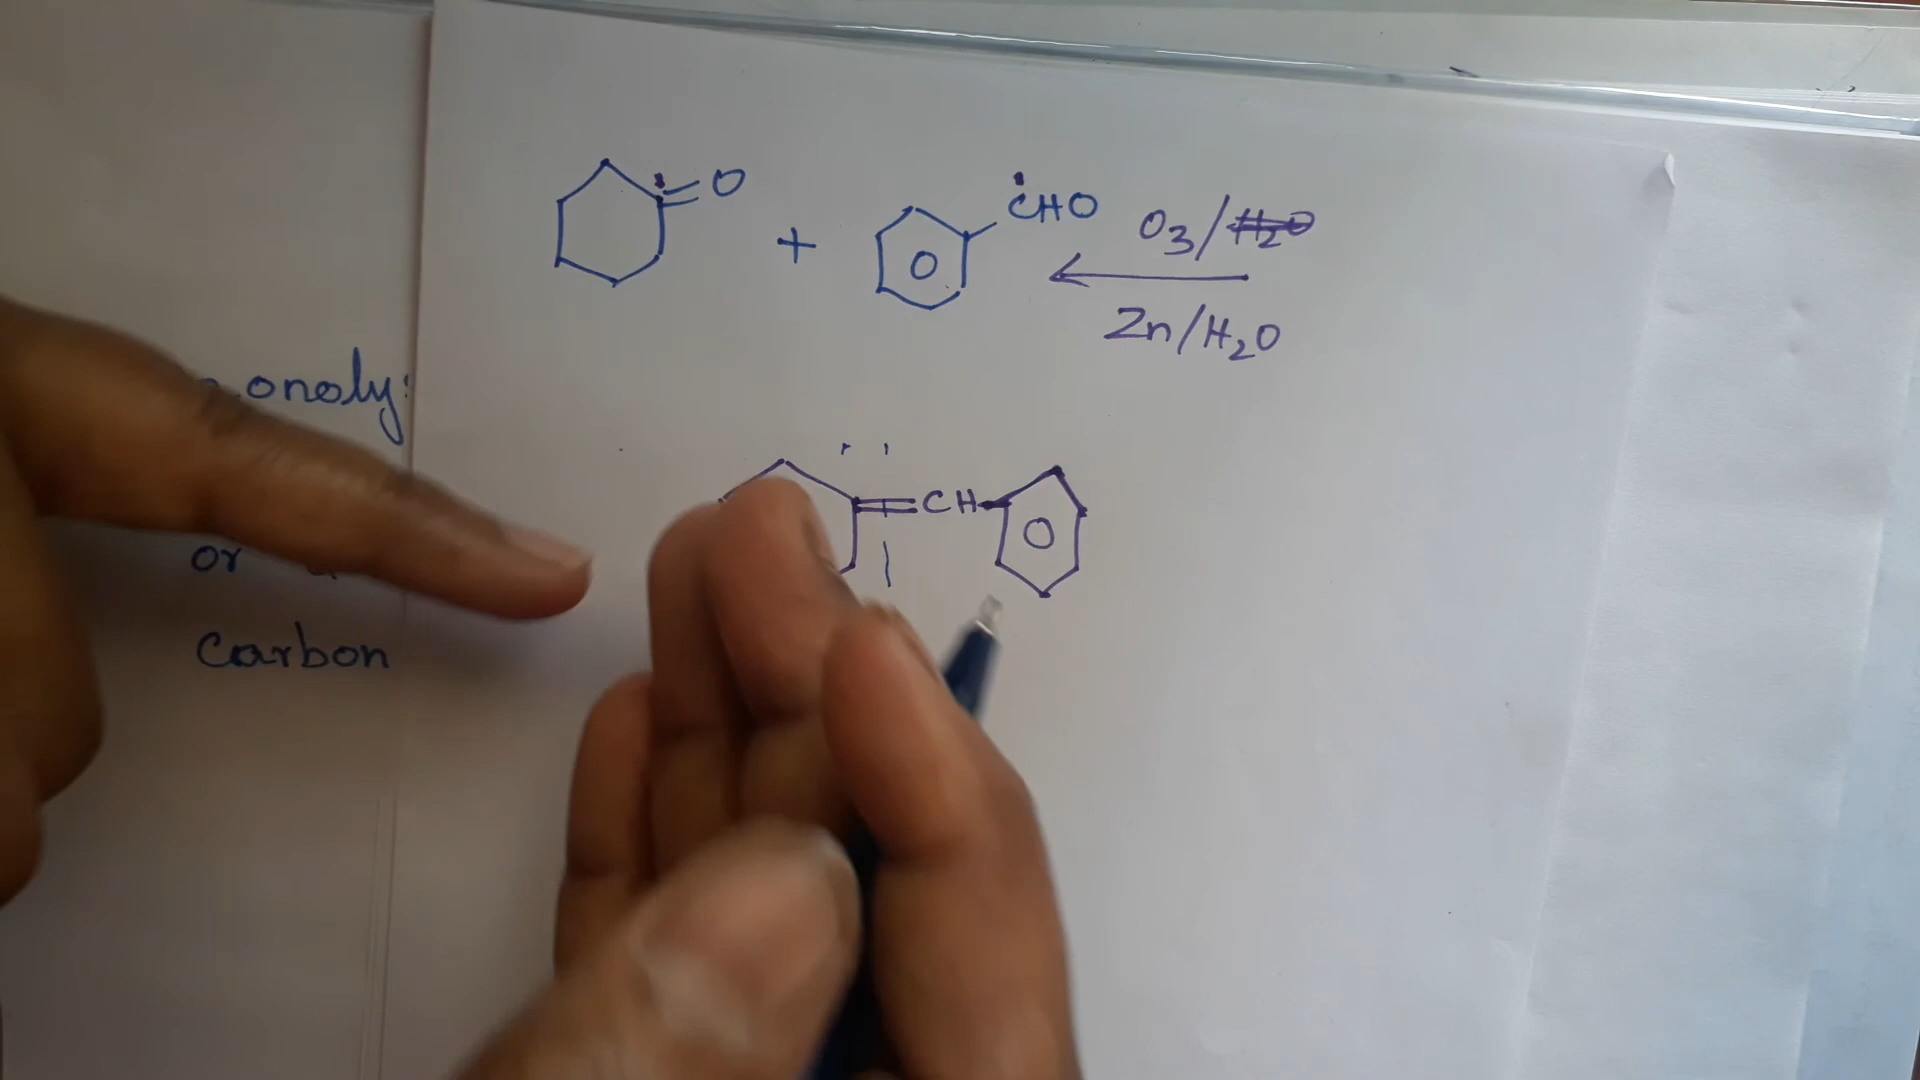 =O
+
CHO
O
O3/H2O
Zn/H2O
onoly:
=CH-
O
or
Carbon